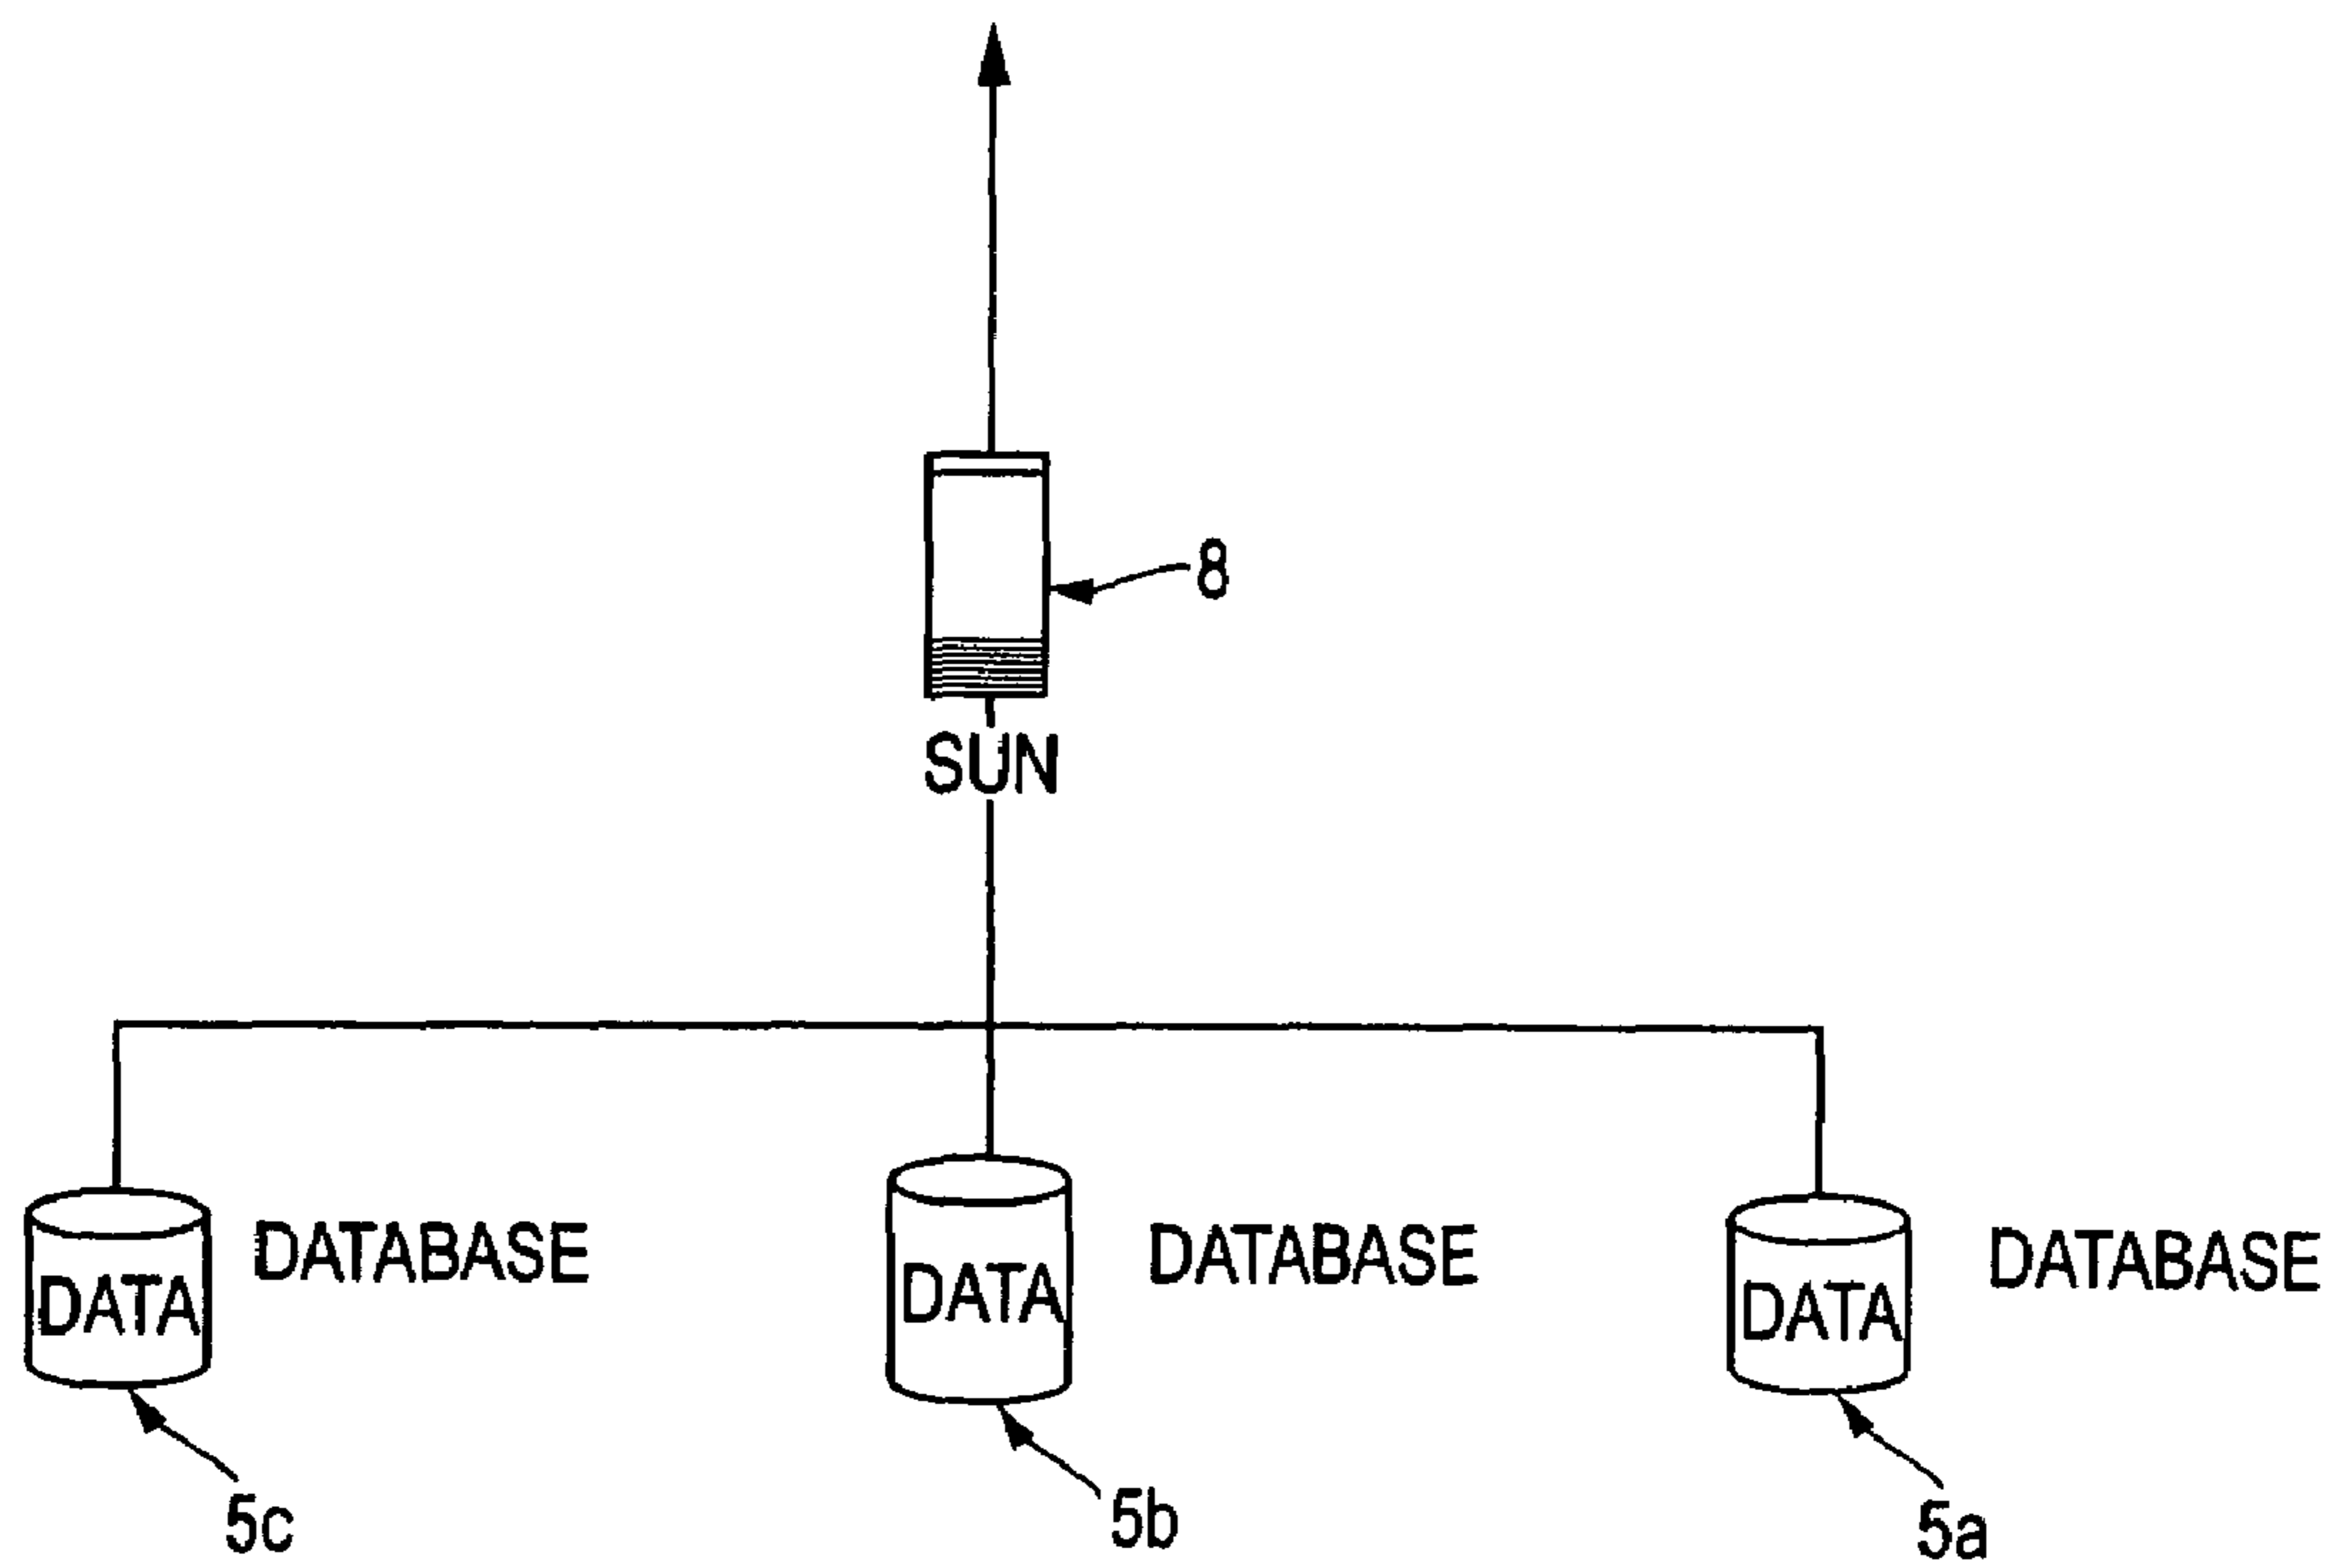 8
SUN
DATABASE DATABASE DATABASE
DATA DATA DATA
5c 5b 5a